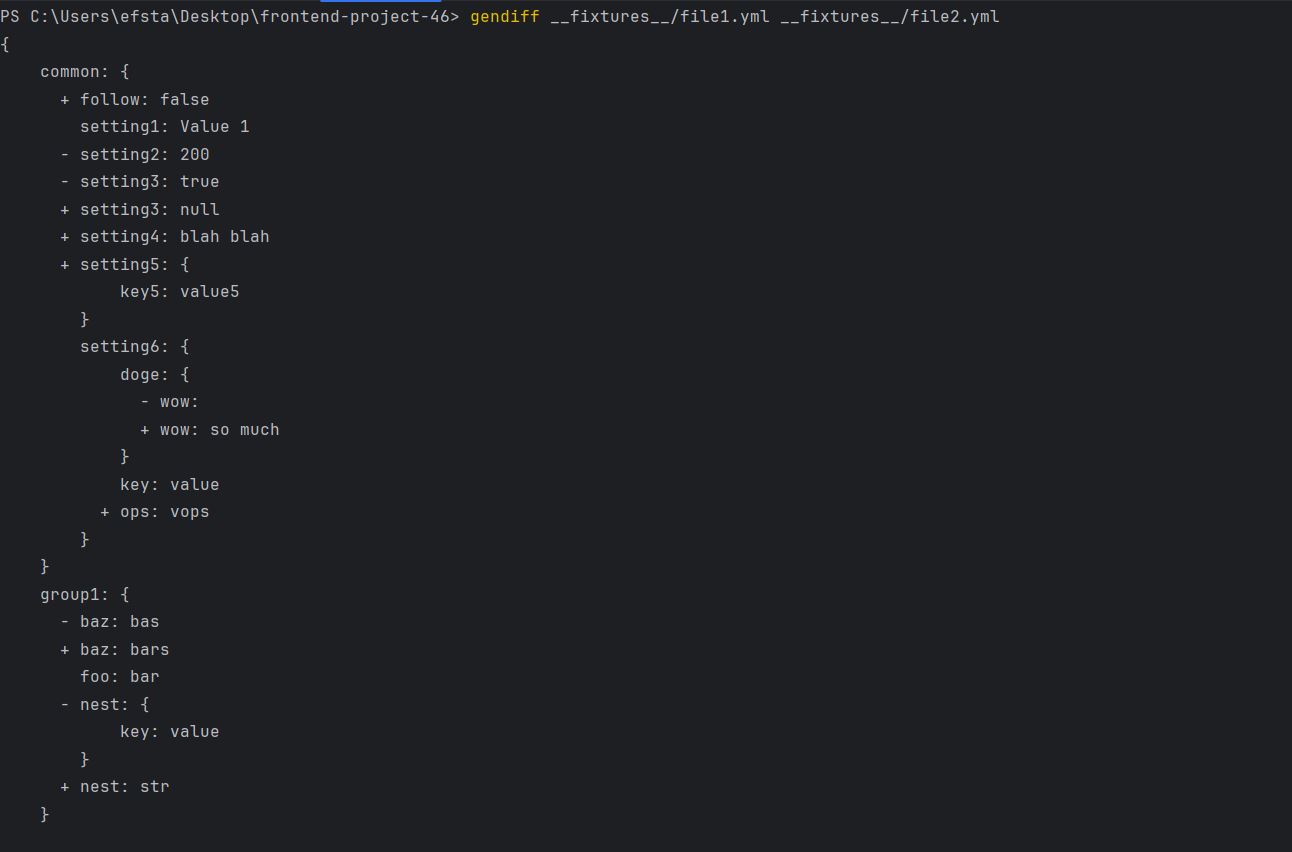 PS C:\Users\efsta\Desktop\frontend-project-46> gendiff __fixtures__/file1.yml __fixtures__/file2.yml
{
    common: {
      + follow: false
        setting1: Value 1
      - setting2: 200
      - setting3: true
      + setting3: null
      + setting4: blah blah
      + setting5: {
            key5: value5
        }
        setting6: {
            doge: {
              - wow:
              + wow: so much
            }
            key: value
          + ops: vops
        }
    }
    group1: {
      - baz: bas
      + baz: bars
        foo: bar
      - nest: {
            key: value
        }
      + nest: str
    }